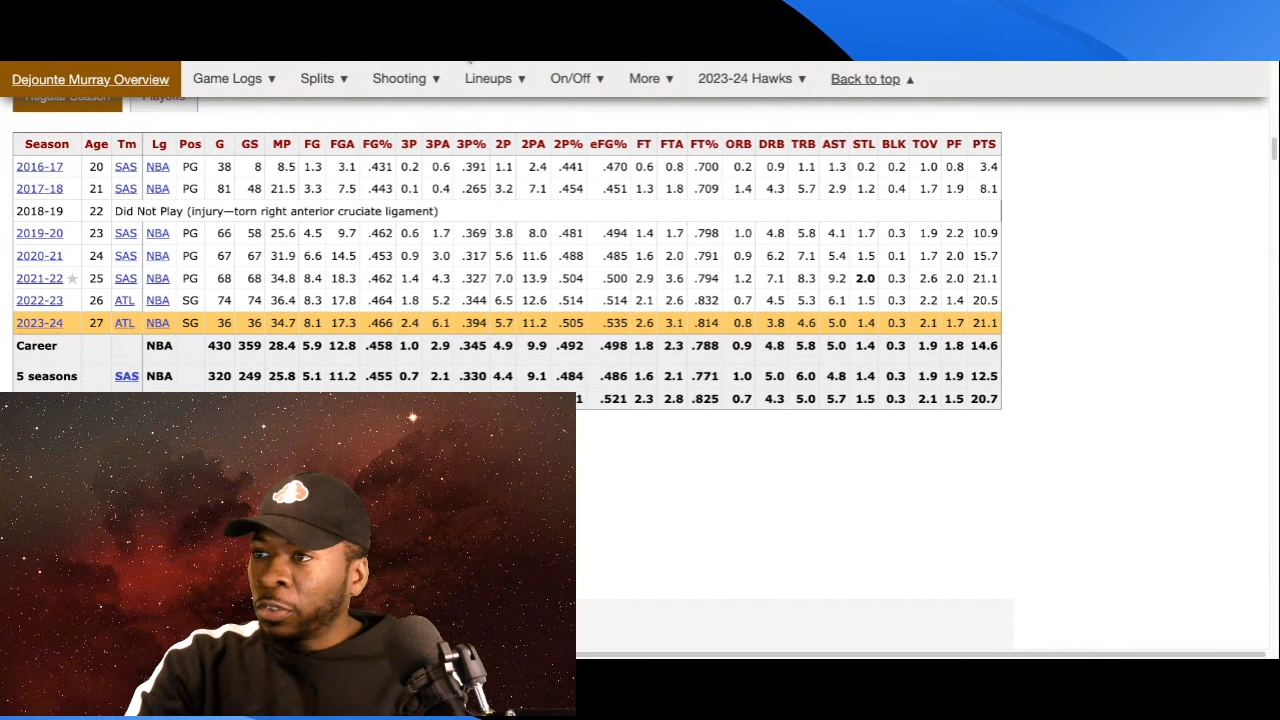 Dejounte Murray Overview Game Logs ▼ Splits ▼ Shooting ▼ Lineups ▼ On/Off ▼ More ▼ 2023-24 Hawks ▼ Back to top ▲
Regular Season Playoffs
Season Age Tm Lg Pos G GS MP FG FGA FG% 3P 3PA 3P% 2P 2PA 2P% eFG% FT FTA FT% ORB DRB TRB AST STL BLK TOV PF PTS
2016-17 20 SAS NBA PG 38 8 8.5 1.3 3.1 .431 0.2 0.6 .391 1.1 2.4 .441 .470 0.6 0.8 .700 0.2 0.9 1.1 1.3 0.2 0.2 1.0 0.8 3.4
2017-18 21 SAS NBA PG 81 48 21.5 3.3 7.5 .443 0.1 0.4 .265 3.2 7.1 .454 .451 1.3 1.8 .709 1.4 4.3 5.7 2.9 1.2 0.4 1.7 1.9 8.1
2018-19 22 Did Not Play (injury—torn right anterior cruciate ligament)
2019-20 23 SAS NBA PG 66 58 25.6 4.5 9.7 .462 0.6 1.7 .369 3.8 8.0 .481 .494 1.4 1.7 .798 1.0 4.8 5.8 4.1 1.7 0.3 1.9 2.2 10.9
2020-21 24 SAS NBA PG 67 67 31.9 6.6 14.5 .453 0.9 3.0 .317 5.6 11.6 .488 .485 1.6 2.0 .791 0.9 6.2 7.1 5.4 1.5 0.1 1.7 2.0 15.7
2021-22 ★ 25 SAS NBA PG 68 68 34.8 8.4 18.3 .462 1.4 4.3 .327 7.0 13.9 .504 .500 2.9 3.6 .794 1.2 7.1 8.3 9.2 2.0 0.3 2.6 2.0 21.1
2022-23 26 ATL NBA SG 74 74 36.4 8.3 17.8 .464 1.8 5.2 .344 6.5 12.6 .514 .514 2.1 2.6 .832 0.7 4.5 5.3 6.1 1.5 0.3 2.2 1.4 20.5
2023-24 27 ATL NBA SG 36 36 34.7 8.1 17.3 .466 2.4 6.1 .394 5.7 11.2 .505 .535 2.6 3.1 .814 0.8 3.8 4.6 5.0 1.4 0.3 2.1 1.7 21.1
Career NBA 430 359 28.4 5.9 12.8 .458 1.0 2.9 .345 4.9 9.9 .492 .498 1.8 2.3 .788 0.9 4.8 5.8 5.0 1.4 0.3 1.9 1.8 14.6
5 seasons SAS NBA 320 249 25.8 5.1 11.2 .455 0.7 2.1 .330 4.4 9.1 .484 .486 1.6 2.1 .771 1.0 5.0 6.0 4.8 1.4 0.3 1.9 1.9 12.5
1 .521 2.3 2.8 .825 0.7 4.3 5.0 5.7 1.5 0.3 2.1 1.5 20.7